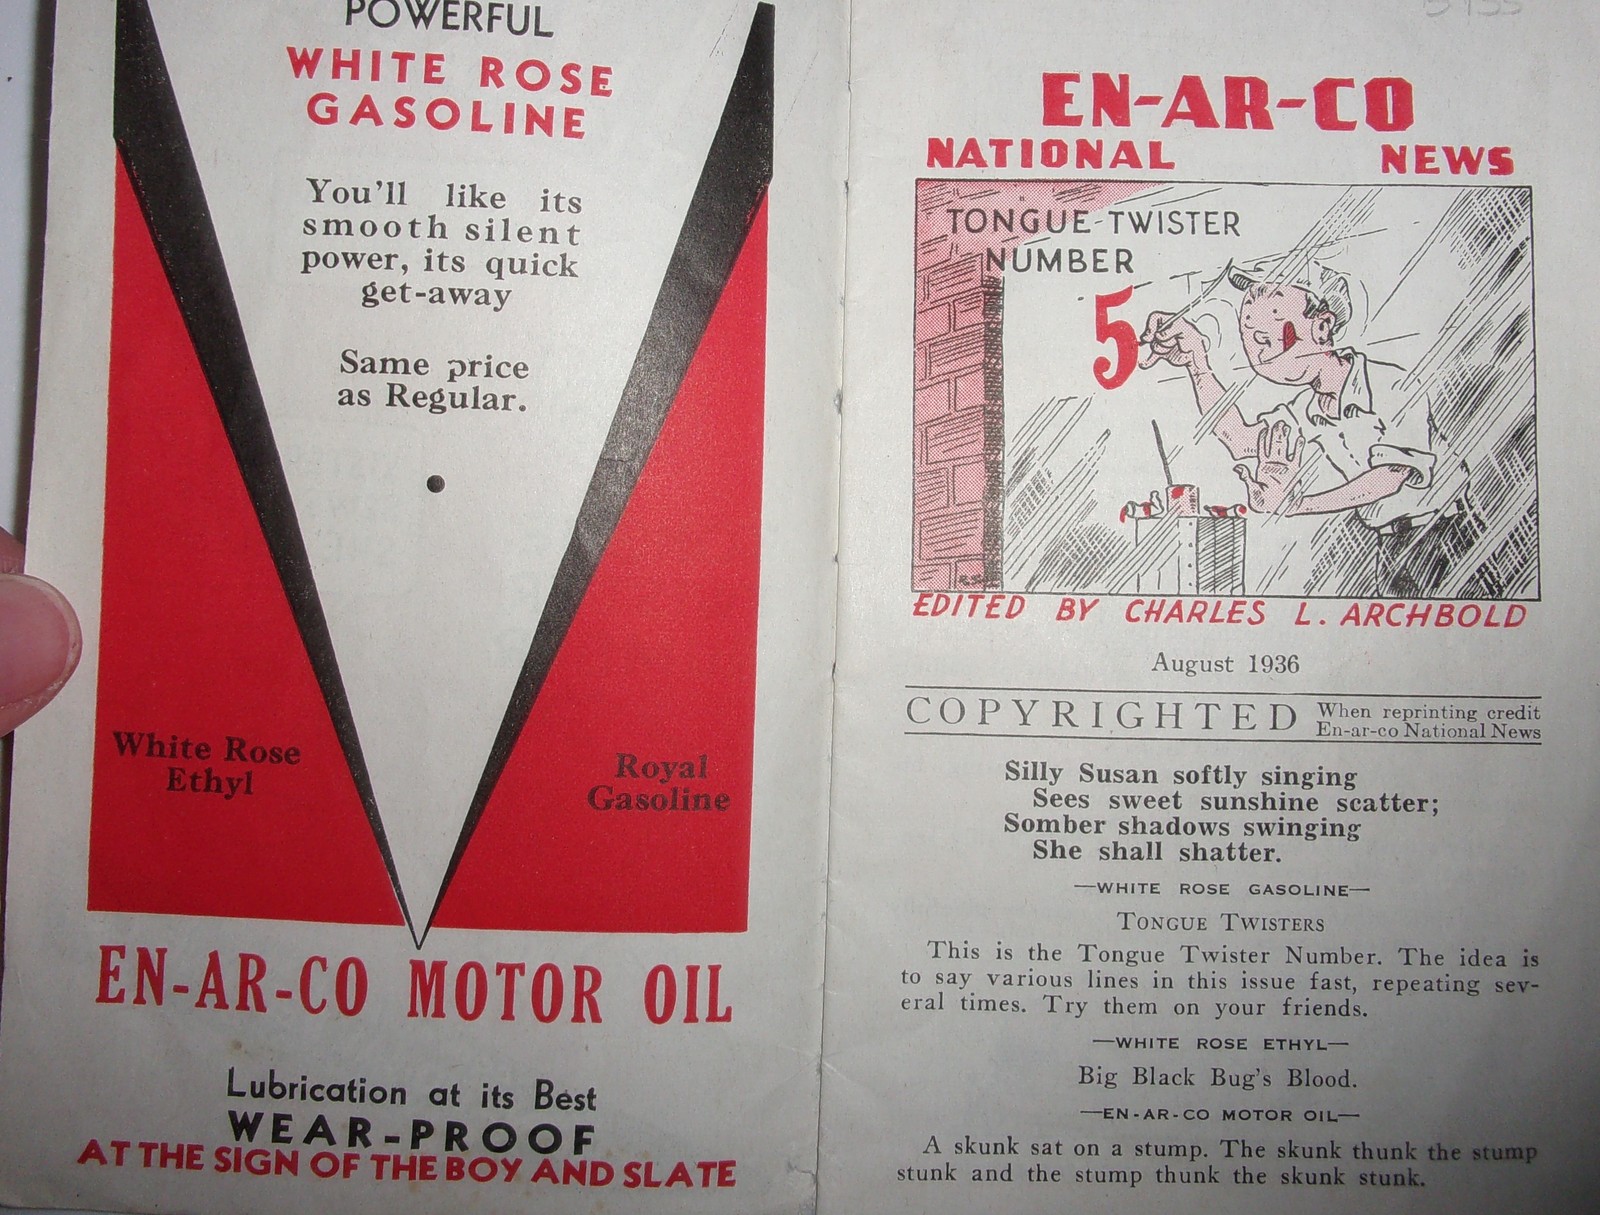 POWERFUL
WHITE ROSE
GASOLINE
You'll like its
smooth silent
power, its quick
get-away
Same price
as Regular.
White Rose
Ethyl
Royal
Gasoline
EN-AR-CO MOTOR OIL
Lubrication at its Best
WEAR-PROOF
AT THE SIGN OF THE BOY AND SLATE
EN-AR-CO
NATIONAL NEWS
TONGUE-TWISTER
NUMBER
5
EDITED BY CHARLES L. ARCHBOLD
August 1936
COPYRIGHTED When reprinting credit
En-ar-co National News
Silly Susan softly singing
Sees sweet sunshine scatter;
Somber shadows swinging
She shall shatter.
—WHITE ROSE GASOLINE—
TONGUE TWISTERS
This is the Tongue Twister Number. The idea is
to say various lines in this issue fast, repeating sev-
eral times. Try them on your friends.
—WHITE ROSE ETHYL—
Big Black Bug's Blood.
—EN-AR-CO MOTOR OIL—
A skunk sat on a stump. The skunk thunk the stump
stunk and the stump thunk the skunk stunk.